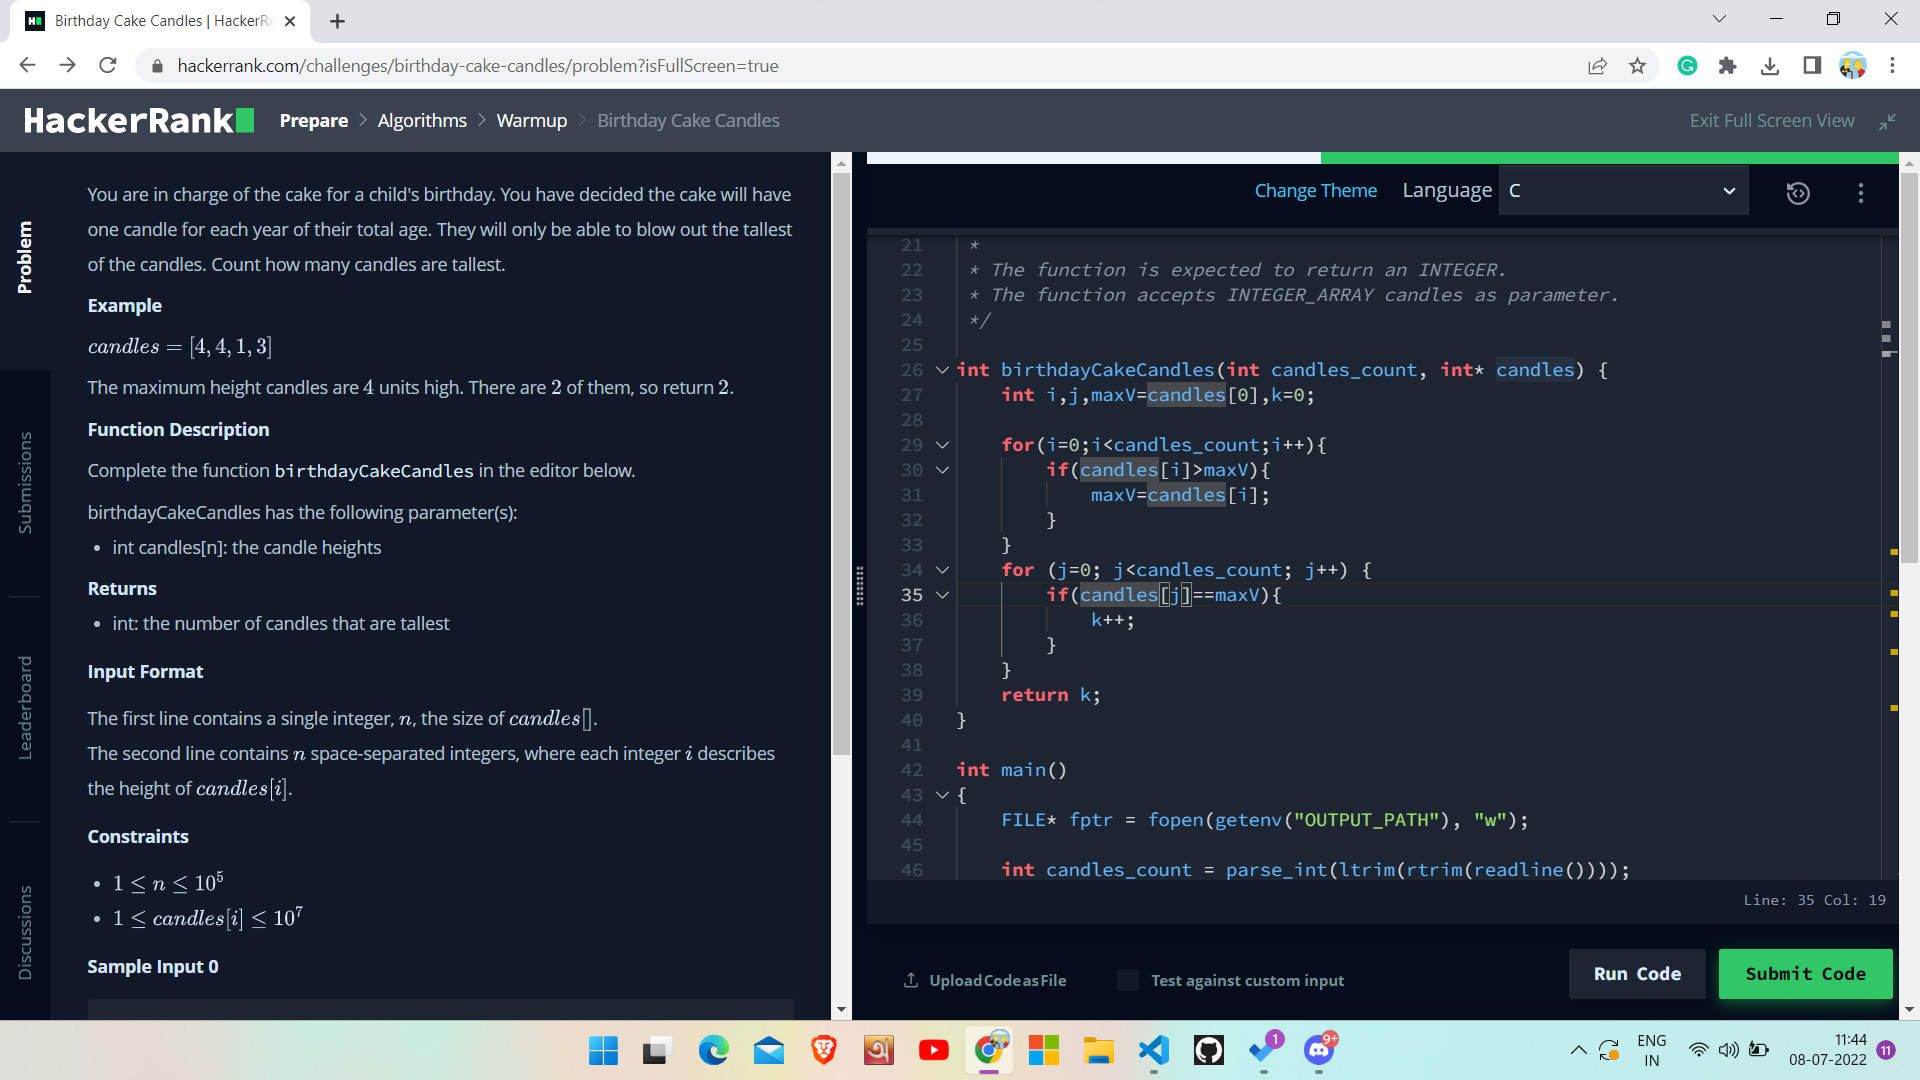 Birthday Cake Candles | HackerRa
hackerrank.com/challenges/birthday-cake-candles/problem?isFullScreen=true
HackerRank
Prepare > Algorithms > Warmup > Birthday Cake Candles
Exit Full Screen View
Problem
Submissions
Leaderboard
Discussions
You are in charge of the cake for a child's birthday. You have decided the cake will have
one candle for each year of their total age. They will only be able to blow out the tallest
of the candles. Count how many candles are tallest.
Example
candles = [4, 4, 1, 3]
The maximum height candles are 4 units high. There are 2 of them, so return 2.
Function Description
Complete the function birthdayCakeCandles in the editor below.
birthdayCakeCandles has the following parameter(s):
• int candles[n]: the candle heights
Returns
• int: the number of candles that are tallest
Input Format
The first line contains a single integer, n, the size of candles[].
The second line contains n space-separated integers, where each integer i describes
the height of candles[i].
Constraints
• 1 ≤ n ≤ 10⁵
• 1 ≤ candles[i] ≤ 10⁷
Sample Input 0
Change Theme Language C
21 *
22 * The function is expected to return an INTEGER.
23 * The function accepts INTEGER_ARRAY candles as parameter.
24 */
25
26 int birthdayCakeCandles(int candles_count, int* candles) {
27 int i,j,maxV=candles[0],k=0;
28
29 for(i=0;i<candles_count;i++){
30 if(candles[i]>maxV){
31 maxV=candles[i];
32 }
33 }
34 for (j=0; j<candles_count; j++) {
35 if(candles[j]==maxV){
36 k++;
37 }
38 }
39 return k;
40 }
41
42 int main()
43 {
44 FILE* fptr = fopen(getenv("OUTPUT_PATH"), "w");
45
46 int candles_count = parse_int(ltrim(rtrim(readline())));
Line: 35 Col: 19
Upload Code as File
Test against custom input
Run Code
Submit Code
अ
1
9+
ENG
IN
11:44
08-07-2022
11